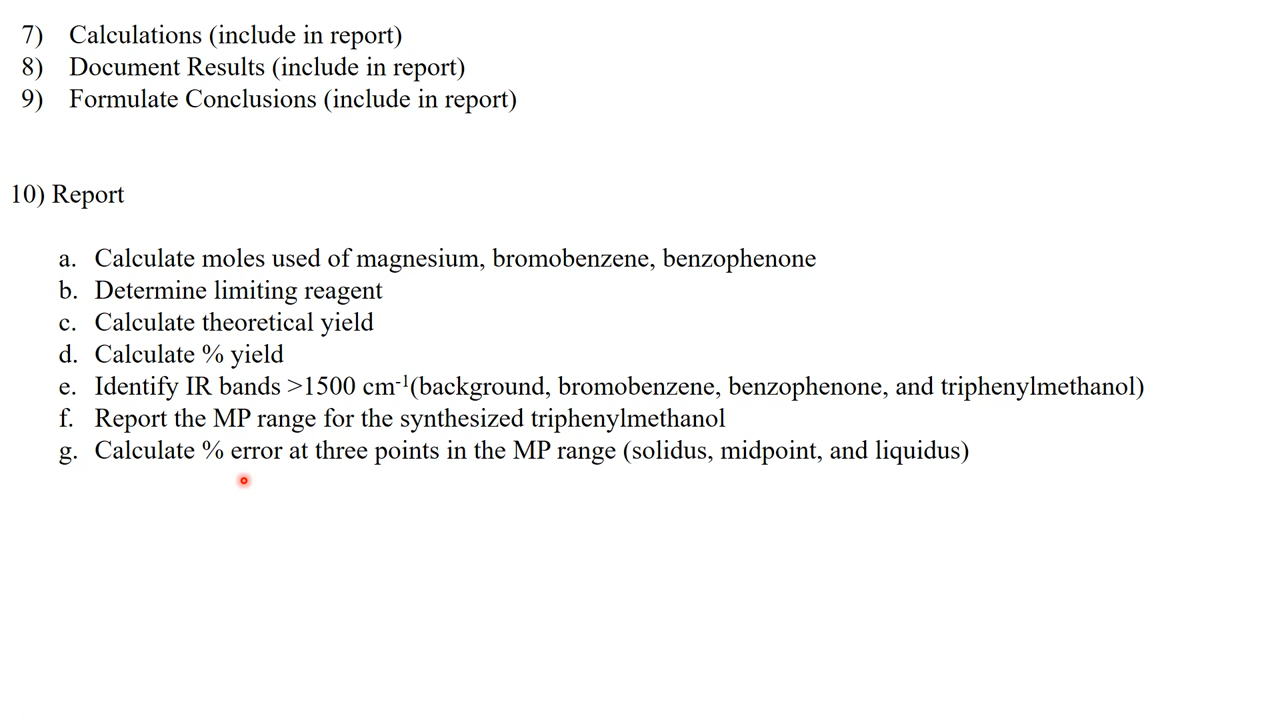 7) Calculations (include in report)
8) Document Results (include in report)
9) Formulate Conclusions (include in report)
10) Report
a. Calculate moles used of magnesium, bromobenzene, benzophenone
b. Determine limiting reagent
c. Calculate theoretical yield
d. Calculate % yield
e. Identify IR bands >1500 cm⁻¹(background, bromobenzene, benzophenone, and triphenylmethanol)
f. Report the MP range for the synthesized triphenylmethanol
g. Calculate % error at three points in the MP range (solidus, midpoint, and liquidus)